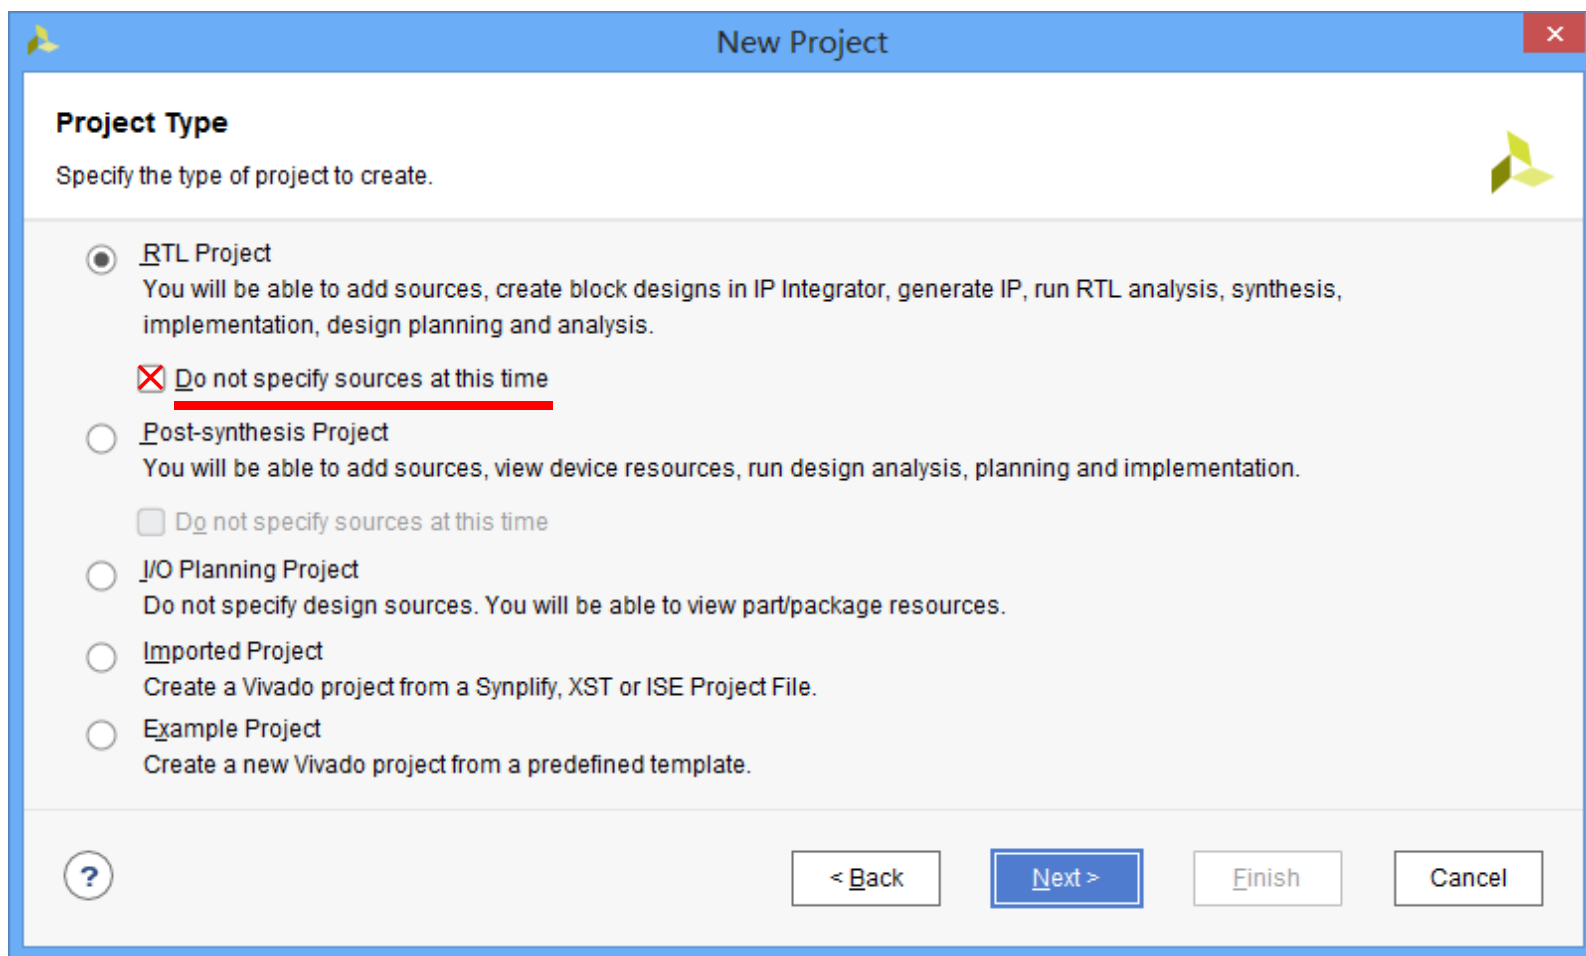 New Project
Project Type
Specify the type of project to create.
RTL Project
You will be able to add sources, create block designs in IP Integrator, generate IP, run RTL analysis, synthesis,
implementation, design planning and analysis.
Do not specify sources at this time
Post-synthesis Project
You will be able to add sources, view device resources, run design analysis, planning and implementation.
Do not specify sources at this time
I/O Planning Project
Do not specify design sources. You will be able to view part/package resources.
Imported Project
Create a Vivado project from a Synplify, XST or ISE Project File.
Example Project
Create a new Vivado project from a predefined template.
? < Back Next > Finish Cancel